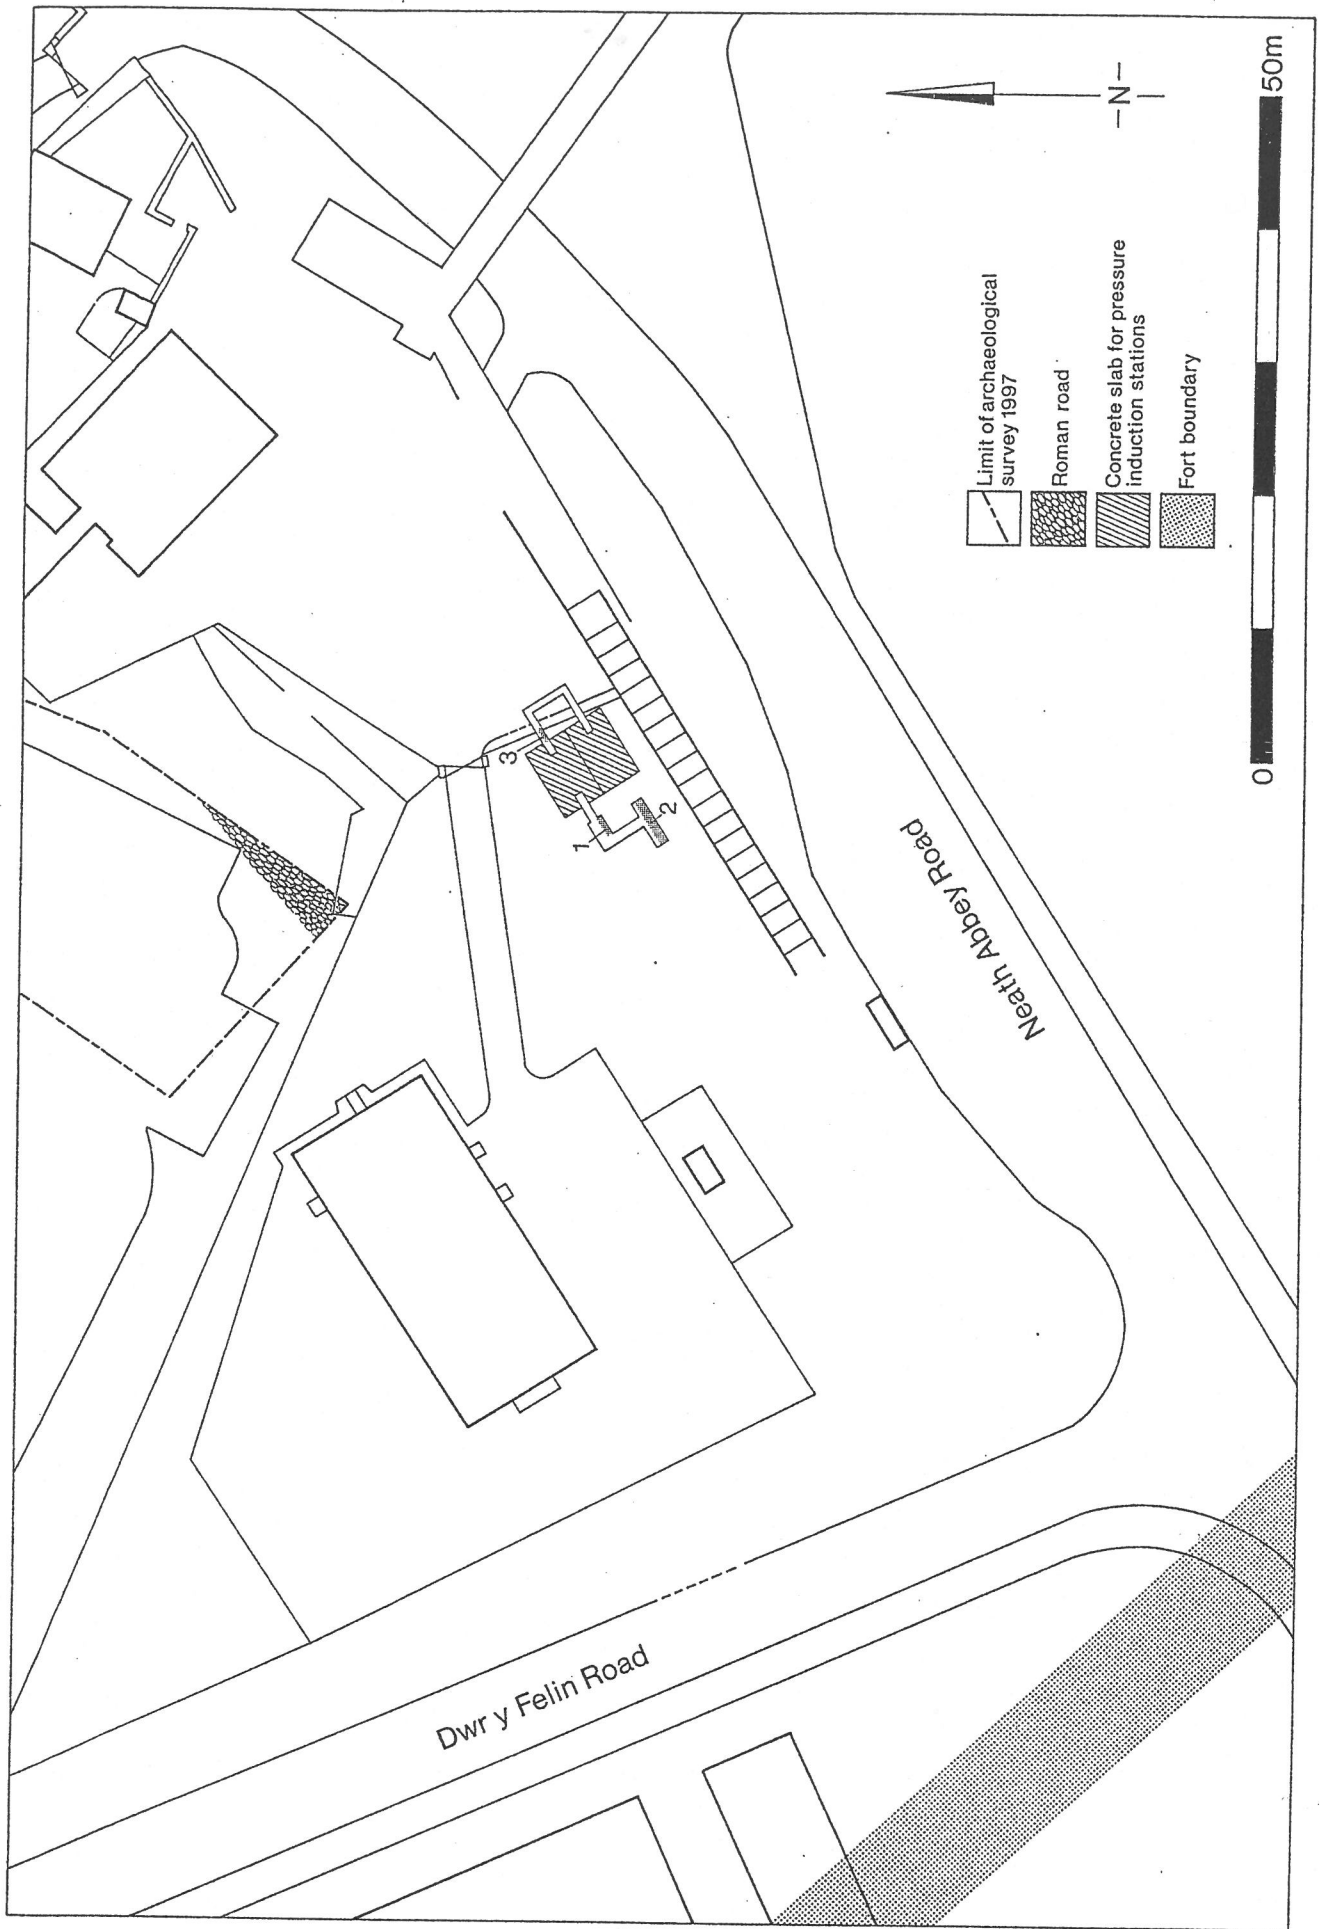 Dwr y Felin Road
Neath Abbey Road
1
2
3
Limit of archaeological
survey 1997
Roman road
Concrete slab for pressure
induction stations
Fort boundary
-N-
0
50m